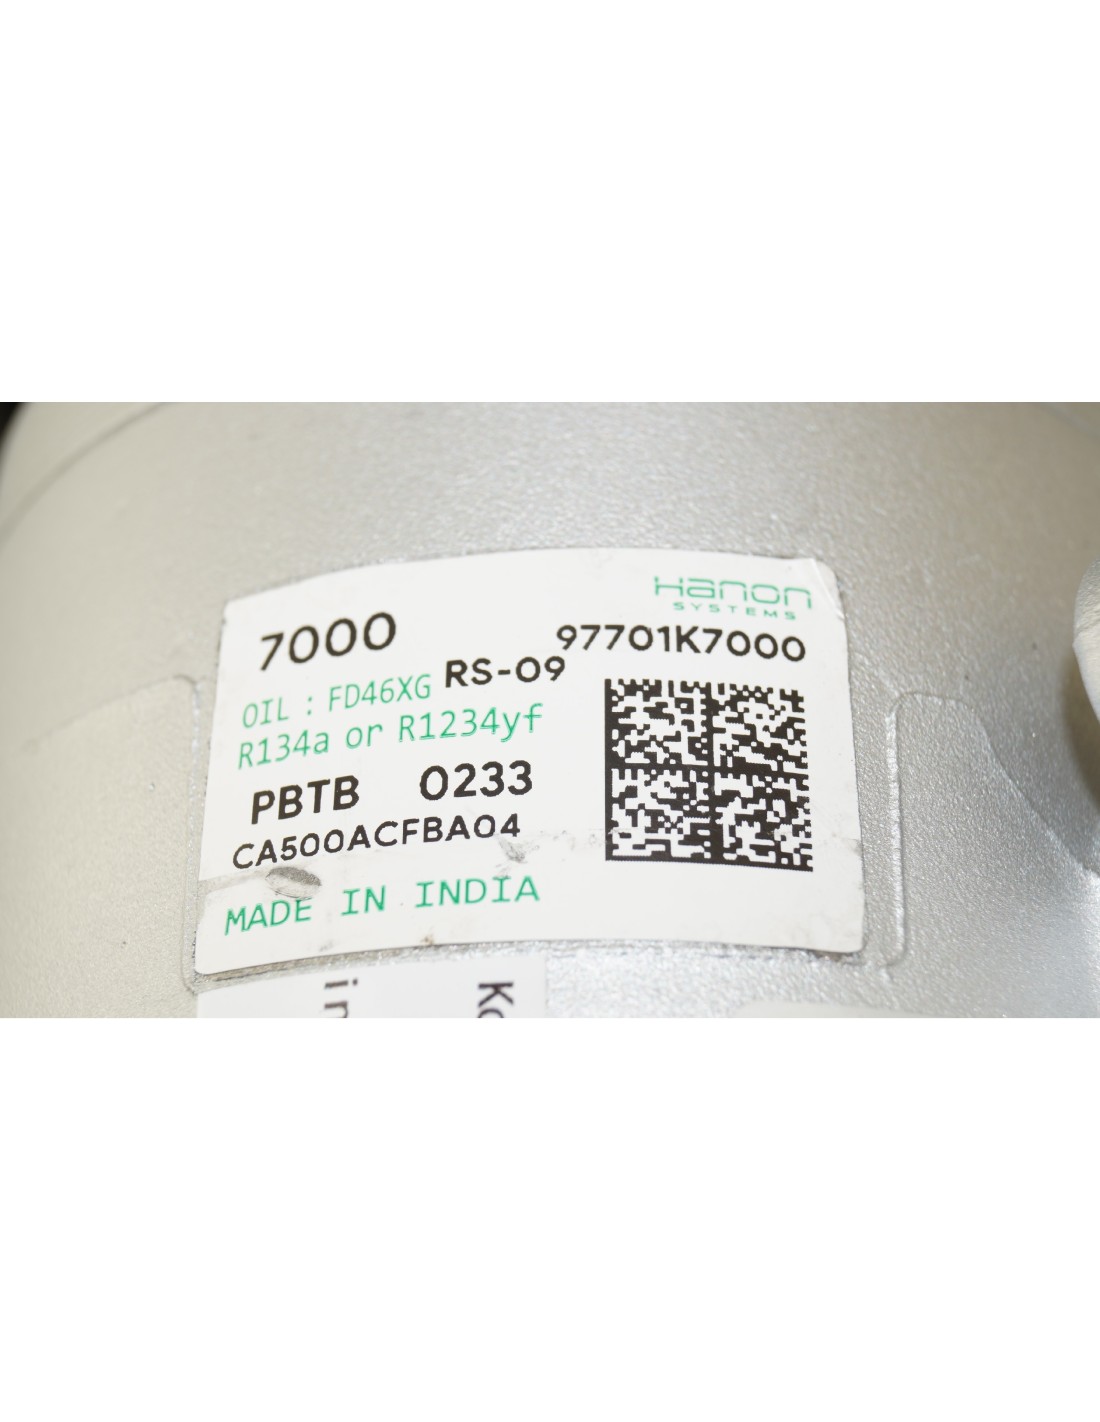 Hanon
SYSTEMS
7000 97701K7000
OIL : FD46XG RS-09
R134a or R1234yf
PBTB 0233
CA500ACFBA04
MADE IN INDIA